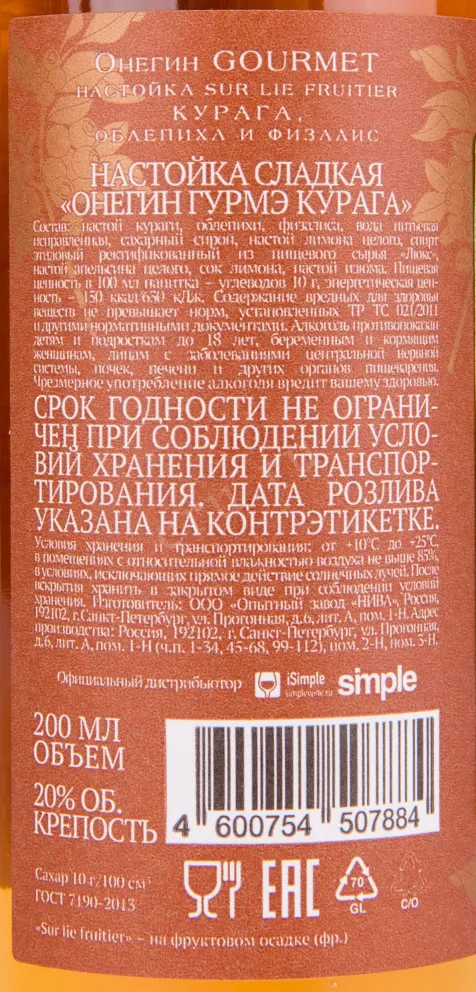 Онегин GOURMET
НАСТОЙКА SUR LIE FRUITIER
КУРАГА,
ОБЛЕПИХА И ФИЗАЛИС
НАСТОЙКА СЛАДКАЯ
«ОНЕГИН ГУРМЭ КУРАГА»
Состав: настой кураги, облепихи, физалиса, вода питьевая
исправленная, сахарный сироп, настой лимона целого, спирт
этиловый ректификованный из пищевого сырья «Люкс»,
настой апельсина целого, сок лимона, настой изюма. Пищевая
ценность в 100 мл напитка – углеводов 10 г, энергетическая цен-
ность – 150 ккал/630 кДж. Содержание вредных для здоровья
веществ не превышает норм, установленных ТР ТС 021/2011
и другими нормативными документами. Алкоголь противопоказан
детям и подросткам до 18 лет, беременным и кормящим
женщинам, лицам с заболеваниями центральной нервной
системы, почек, печени и других органов пищеварения.
Чрезмерное употребление алкоголя вредит вашему здоровью.
СРОК ГОДНОСТИ НЕ ОГРАНИ-
ЧЕН ПРИ СОБЛЮДЕНИИ УСЛО-
ВИЙ ХРАНЕНИЯ И ТРАНСПОР-
ТИРОВАНИЯ. ДАТА РОЗЛИВА
УКАЗАНА НА КОНТРЭТИКЕТКЕ.
Условия хранения и транспортирования: от +10°С до +25°С,
в помещениях с относительной влажностью воздуха не выше 85%,
в условиях, исключающих прямое действие солнечных лучей. После
вскрытия хранить в закрытом виде при соблюдении условий
хранения. Изготовитель: ООО «Опытный завод «НИВА», Россия,
192102, г. Санкт-Петербург, ул. Прогонная, д.6, лит. А, пом. 1-Н. Адрес
производства: Россия, 192102, г. Санкт-Петербург, ул. Прогонная,
д.6, лит. А, пом. 1-Н (ч.п. 1-34, 45-68, 99-112), пом. 2-Н, пом. 3-Н.
Официальный дистрибьютор iSimple simplewine.ru simple
200 МЛ
ОБЪЕМ
20% ОБ.
КРЕПОСТЬ
4 600754 507884
Сахар 10 г/100 см³
ГОСТ 7190-2013
EAC
70
GL
C/O
«Sur lie fruitier» – на фруктовом осадке (фр.)